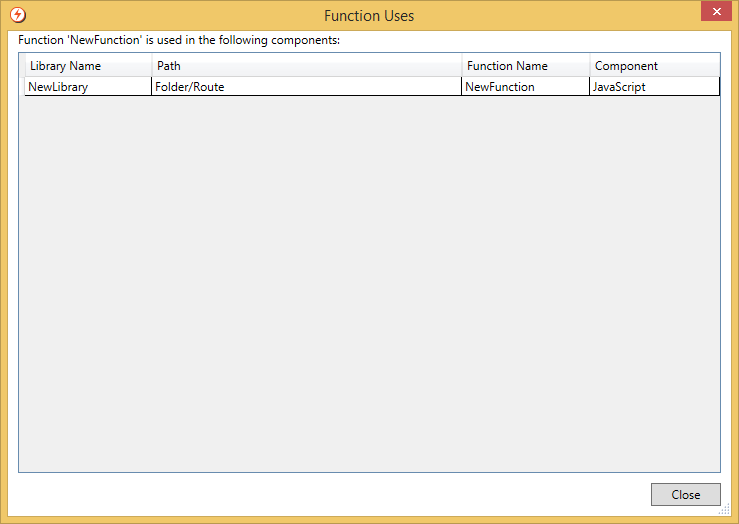 Function Uses
Function 'NewFunction' is used in the following components:
Library Name Path Function Name Component
NewLibrary Folder/Route NewFunction JavaScript
Close